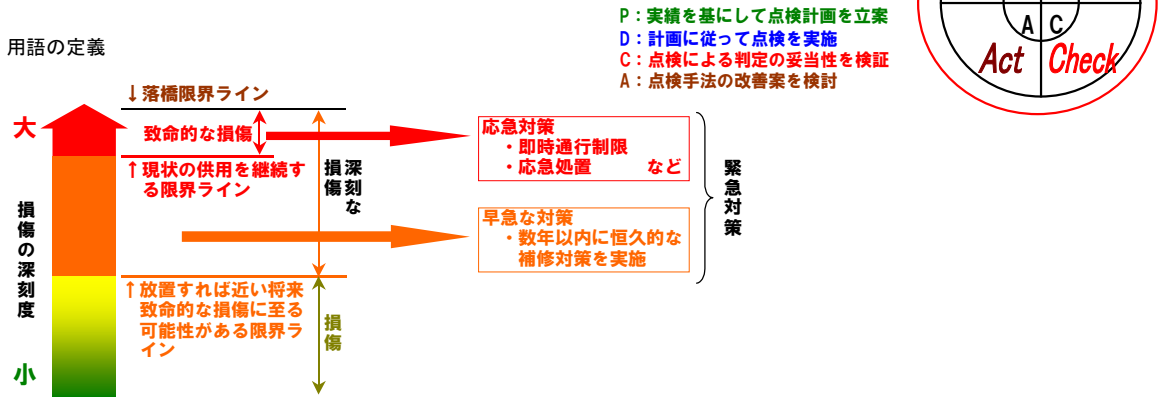 P：実績を基にして点検計画を立案
D：計画に従って点検を実施
C：点検による判定の妥当性を検証
A：点検手法の改善案を検討
A C
Act Check
用語の定義
↓落橋限界ライン
大
致命的な損傷
↑現状の供用を継続す
る限界ライン
深刻な
損傷
応急対策
・即時通行制限
・応急処置 など
緊急対策
早急な対策
・数年以内に恒久的な
補修対策を実施
損傷の深刻度
↑放置すれば近い将来
致命的な損傷に至る
可能性がある限界ラ
イン
損傷
小